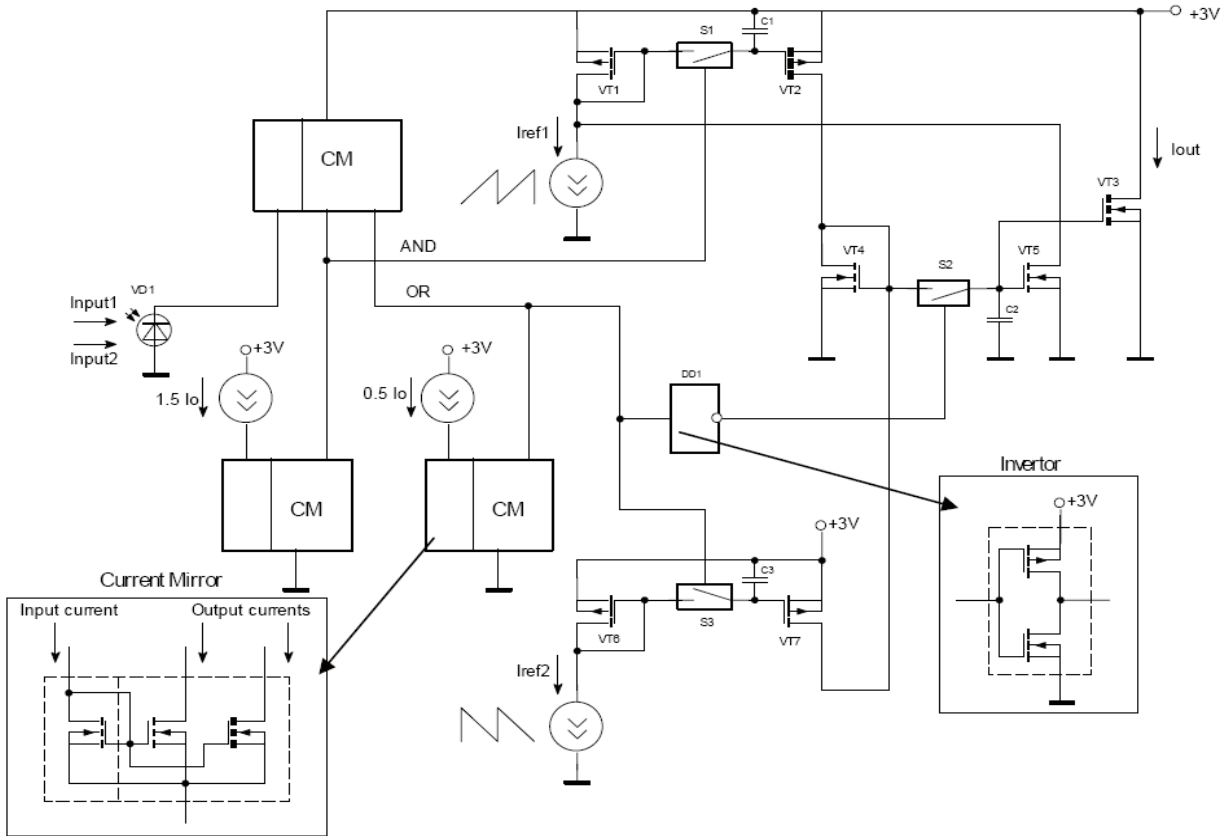 +3V
C1
S1
VT1
VT2
CM
Iref1
Iout
VT3
AND
VT4
S2
VT5
OR
VD1
Input1
Input2
C2
+3V
+3V
DD1
1.5 Io
0.5 Io
Invertor
CM
CM
+3V
+3V
C3
Current Mirror
S3
VT6
VT7
Input current
Output currents
Iref2